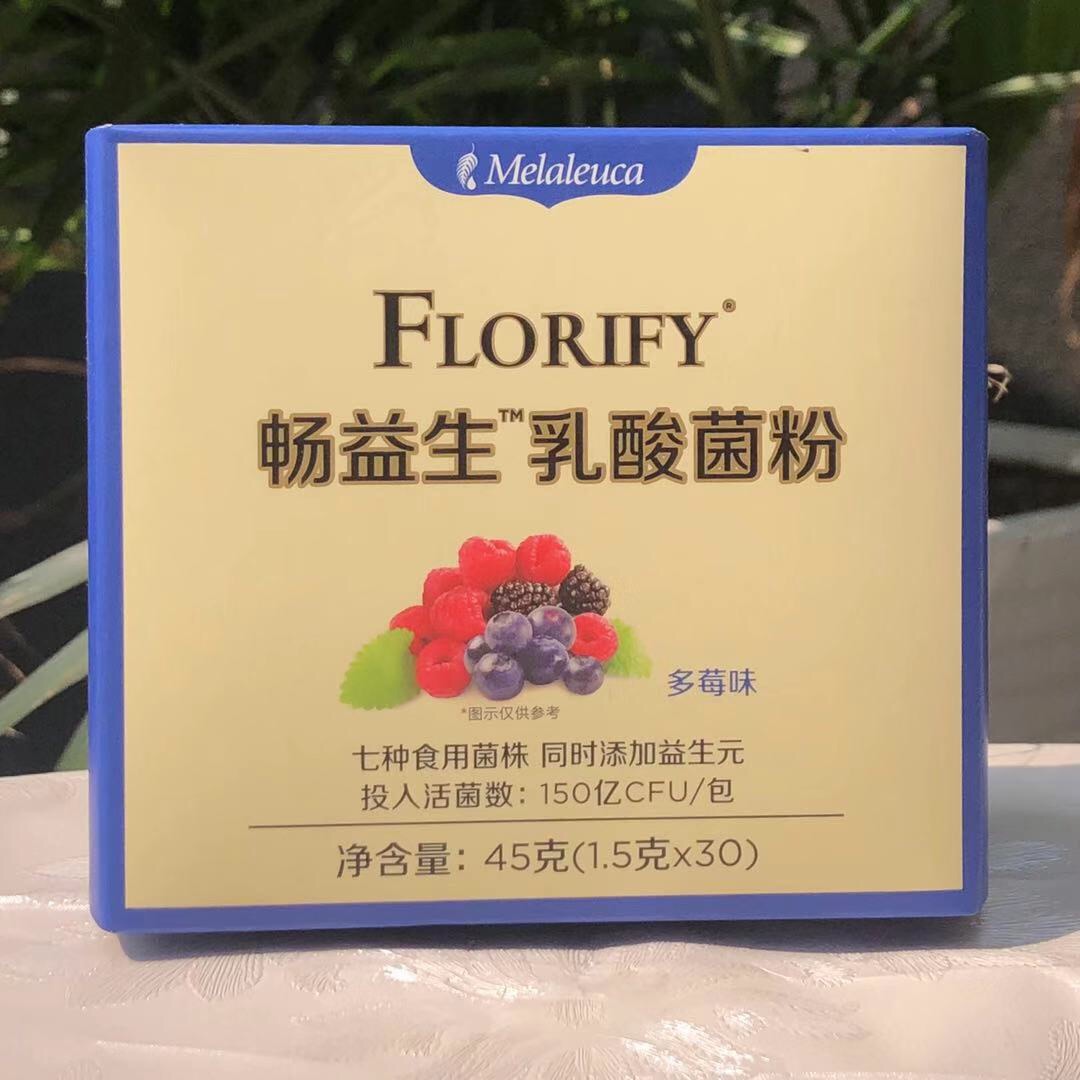 Melaleuca
FLORIFY®
畅益生™乳酸菌粉
多莓味
*图示仅供参考
七种食用菌株 同时添加益生元
投入活菌数：150亿CFU/包
净含量：45克(1.5克x30)